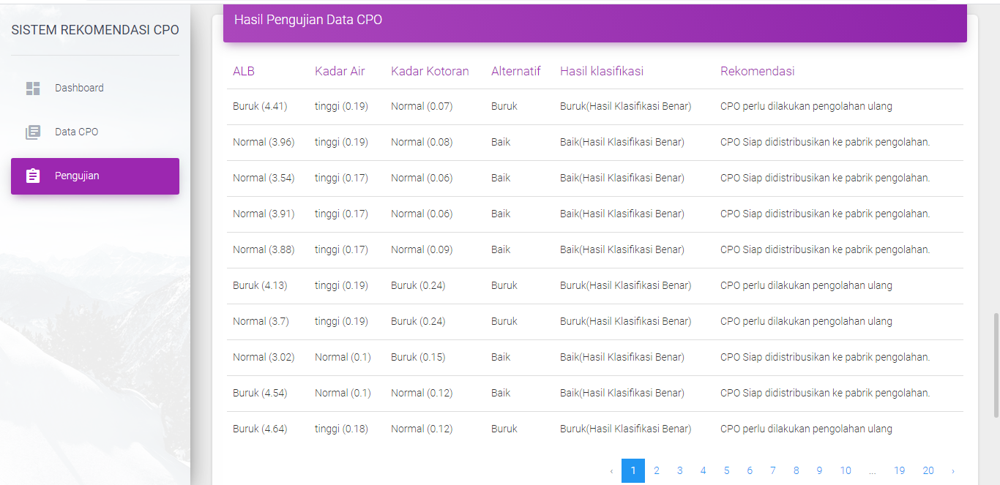 SISTEM REKOMENDASI CPO
Dashboard
Data CPO
Pengujian
Hasil Pengujian Data CPO
ALB Kadar Air Kadar Kotoran Alternatif Hasil klasifikasi Rekomendasi
Buruk (4.41) tinggi (0.19) Normal (0.07) Buruk Buruk(Hasil Klasifikasi Benar) CPO perlu dilakukan pengolahan ulang
Normal (3.96) tinggi (0.19) Normal (0.08) Baik Baik(Hasil Klasifikasi Benar) CPO Siap didistribusikan ke pabrik pengolahan.
Normal (3.54) tinggi (0.17) Normal (0.06) Baik Baik(Hasil Klasifikasi Benar) CPO Siap didistribusikan ke pabrik pengolahan.
Normal (3.91) tinggi (0.17) Normal (0.06) Baik Baik(Hasil Klasifikasi Benar) CPO Siap didistribusikan ke pabrik pengolahan.
Normal (3.88) tinggi (0.17) Normal (0.09) Baik Baik(Hasil Klasifikasi Benar) CPO Siap didistribusikan ke pabrik pengolahan.
Buruk (4.13) tinggi (0.19) Buruk (0.24) Buruk Buruk(Hasil Klasifikasi Benar) CPO perlu dilakukan pengolahan ulang
Normal (3.7) tinggi (0.19) Buruk (0.24) Buruk Buruk(Hasil Klasifikasi Benar) CPO perlu dilakukan pengolahan ulang
Normal (3.02) Normal (0.1) Buruk (0.15) Baik Baik(Hasil Klasifikasi Benar) CPO Siap didistribusikan ke pabrik pengolahan.
Buruk (4.54) Normal (0.1) Normal (0.12) Baik Baik(Hasil Klasifikasi Benar) CPO Siap didistribusikan ke pabrik pengolahan.
Buruk (4.64) tinggi (0.18) Normal (0.12) Buruk Buruk(Hasil Klasifikasi Benar) CPO perlu dilakukan pengolahan ulang
‹ 1 2 3 4 5 6 7 8 9 10 ... 19 20 ›